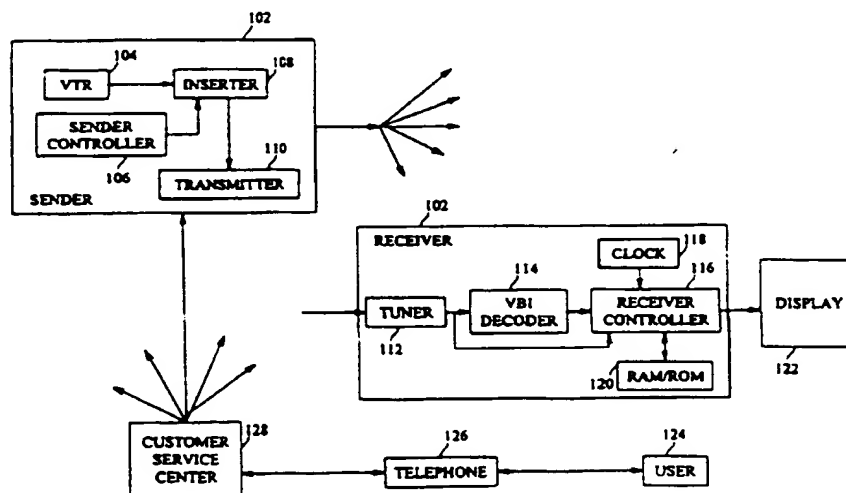 102
104
108
VTR
INSERTER
SENDER
CONTROLLER
106
110
TRANSMITTER
SENDER
102
RECEIVER
118
CLOCK
114
116
TUNER
VBI
DECODER
RECEIVER
CONTROLLER
DISPLAY
112
120
RAM/ROM
122
128
CUSTOMER
SERVICE
CENTER
126
TELEPHONE
124
USER